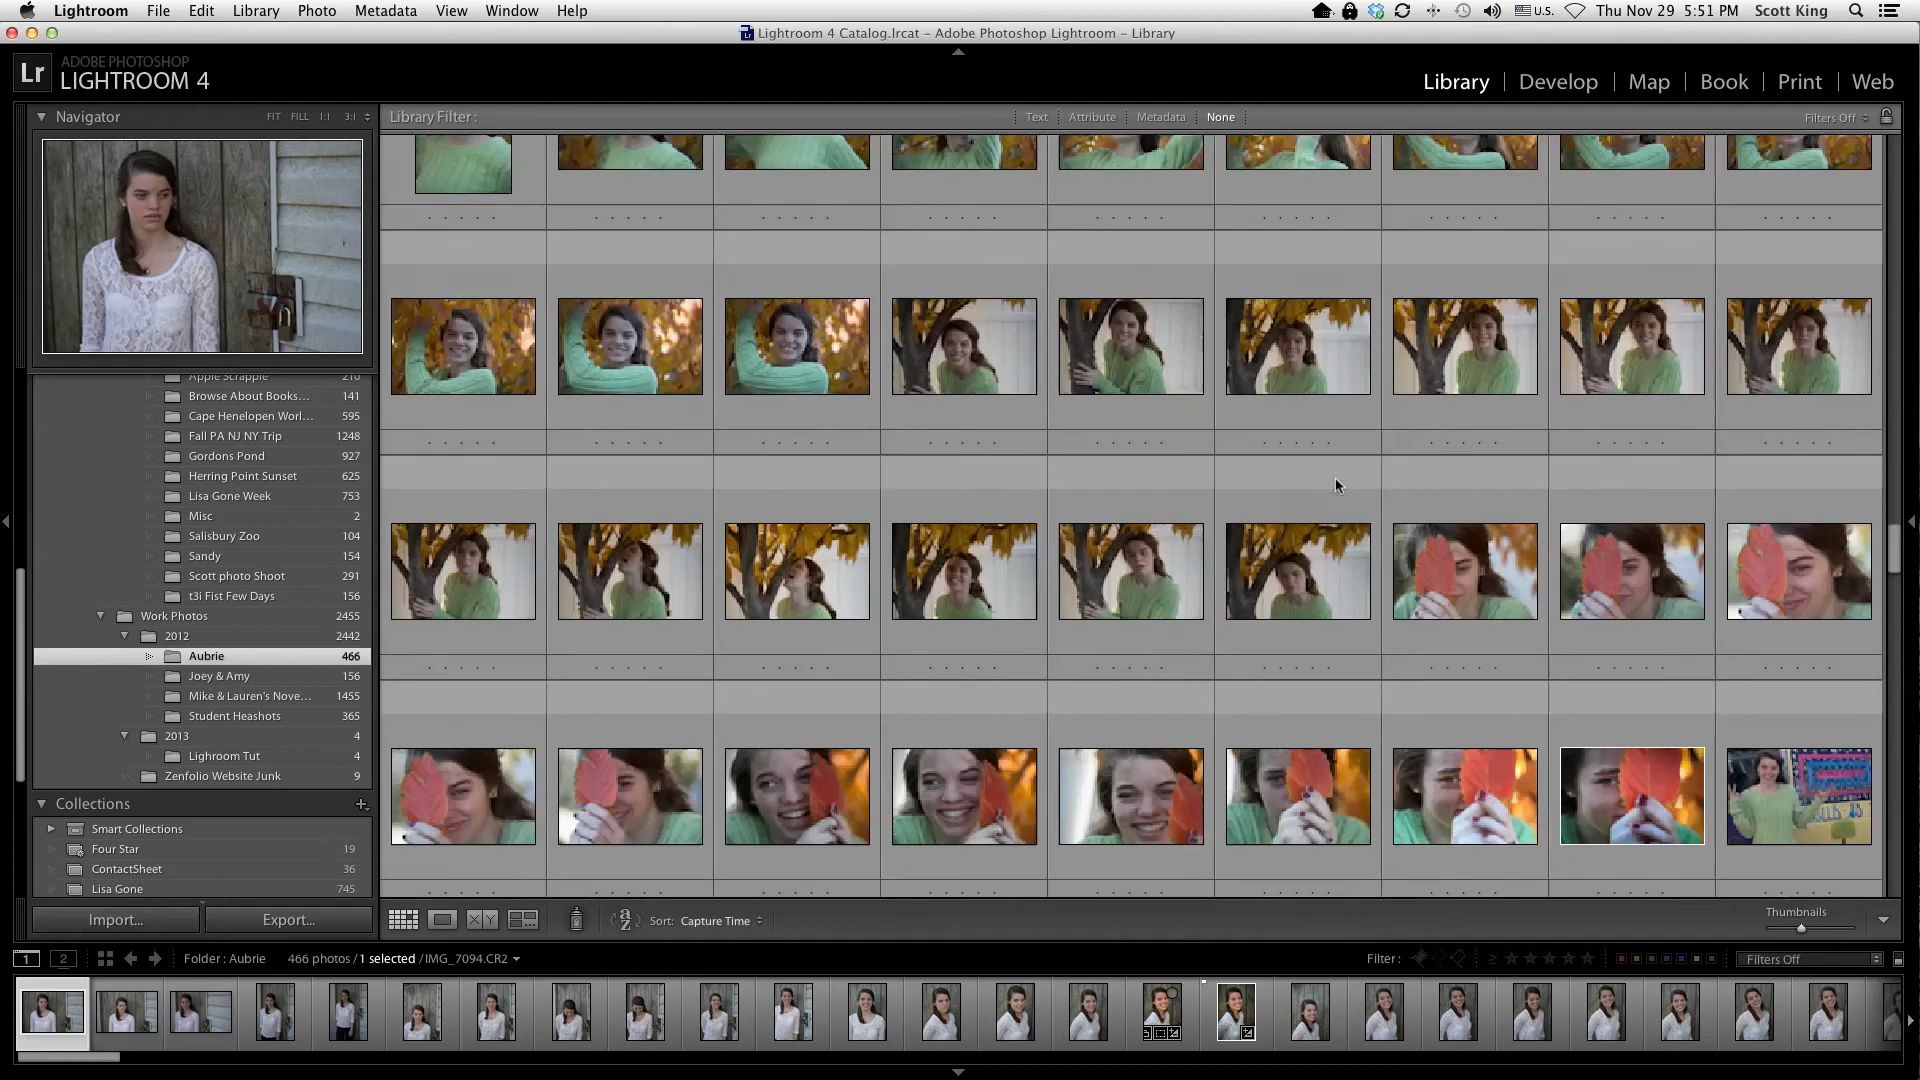 Lightroom File Edit Library Photo Metadata View Window Help U.S. Thu Nov 29 5:51 PM Scott King
Lr Lightroom 4 Catalog.lrcat – Adobe Photoshop Lightroom – Library
Lr ADOBE PHOTOSHOP
LIGHTROOM 4
Library | Develop | Map | Book | Print | Web
Navigator FIT FILL 1:1 3:1
Library Filter : Text Attribute Metadata None Filters Off
Apple Scrapple 210
Browse About Books... 141
Cape Henelopen Worl... 595
Fall PA NJ NY Trip 1248
Gordons Pond 927
Herring Point Sunset 625
Lisa Gone Week 753
Misc 2
Salisbury Zoo 104
Sandy 154
Scott photo Shoot 291
t3i Fist Few Days 156
Work Photos 2455
2012 2442
Aubrie 466
Joey & Amy 156
Mike & Lauren's Nove... 1455
Student Heashots 365
2013 4
Lighroom Tut 4
Zenfolio Website Junk 9
Collections
Smart Collections
Four Star 19
ContactSheet 36
Lisa Gone 745
Import... Export...
XY Sort: Capture Time Thumbnails
1 2 Folder : Aubrie 466 photos / 1 selected / IMG_7094.CR2 Filter : Filters Off